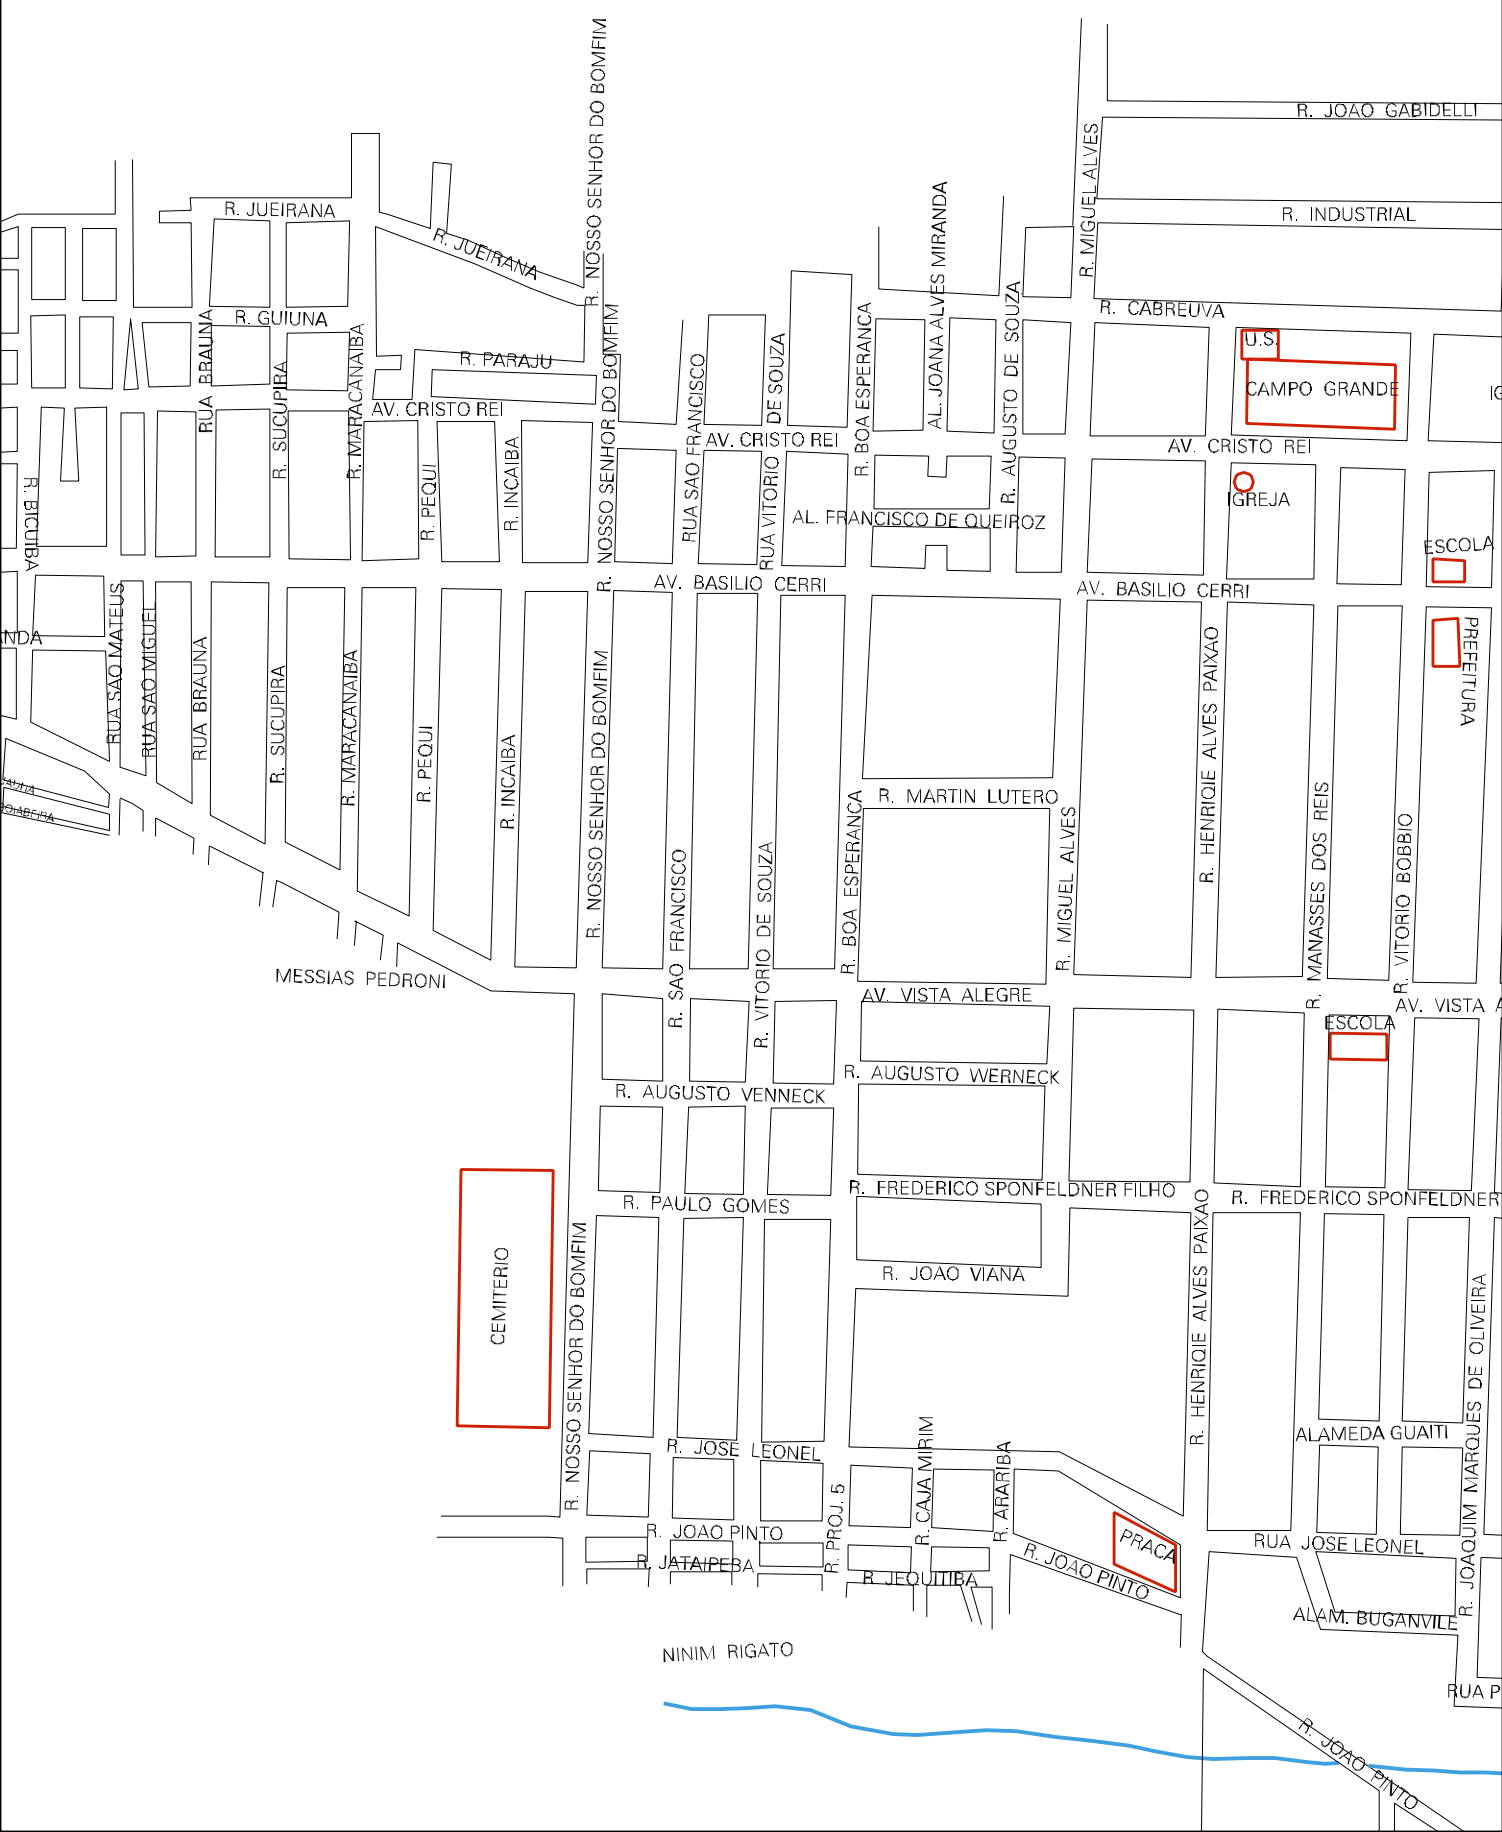 R. NOSSO SENHOR DO BOMFIM
R. JOAO GABIDELLI
R. MIGUEL ALVES
R. JUEIRANA
R. INDUSTRIAL
R. JUEIRANA
AL. JOANA ALVES MIRANDA
R. CABREUVA
R. GUIUNA
U.S.
R. PARAJU
CAMPO GRANDE
RUA BRAUNA
R. SUCUPIRA
R. MARACANAIBA
AV. CRISTO REI
R. NOSSO SENHOR DO BOMFIM
RUA SAO FRANCISCO
RUA VITORIO DE SOUZA
R. BOA ESPERANCA
R. AUGUSTO DE SOUZA
IG
AV. CRISTO REI
AV. CRISTO REI
R. PEQUI
R. INCAIBA
R. BICUIBA
IGREJA
AL. FRANCISCO DE QUEIROZ
ESCOLA
AV. BASILIO CERRI
AV. BASILIO CERRI
NDA
RUA SAO MATEUS
RUA SAO MIGUEL
RUA BRAUNA
R. SUCUPIRA
R. MARACANAIBA
R. PEQUI
R. INCAIBA
R. NOSSO SENHOR DO BOMFIM
R. HENRIQIE ALVES PAIXAO
PREFEITURA
R. MARTIN LUTERO
R. SAO FRANCISCO
R. VITORIO DE SOUZA
R. BOA ESPERANCA
R. MIGUEL ALVES
R. MANASSES DOS REIS
R. VITORIO BOBBIO
MESSIAS PEDRONI
AV. VISTA ALEGRE
AV. VISTA A
ESCOLA
R. AUGUSTO WERNECK
R. AUGUSTO VENNECK
R. FREDERICO SPONFELDNER FILHO
R. FREDERICO SPONFELDNER
R. PAULO GOMES
CEMITERIO
R. NOSSO SENHOR DO BOMFIM
R. JOAO VIANA
R. HENRIQIE ALVES PAIXAO
R. JOAQUIM MARQUES DE OLIVEIRA
ALAMEDA GUAITI
R. JOSE LEONEL
R. PROJ. 5
R. CAJA MIRIM
R. ARARIBA
R. JOAO PINTO
PRACA
RUA JOSE LEONEL
R. JATAIPEBA
R. JEQUITIBA
R. JOAO PINTO
ALAM. BUGANVILE
NINIM RIGATO
RUA P
R. JOAO PINTO